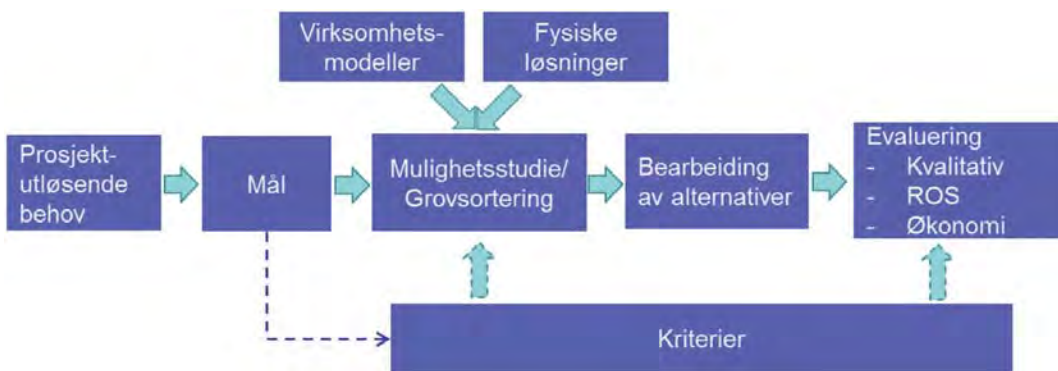 Virksomhets-
modeller
Fysiske
løsninger
Prosjekt-
utløsende
behov
Mål
Mulighetsstudie/
Grovsortering
Bearbeiding
av alternativer
Evaluering
- Kvalitativ
- ROS
- Økonomi
Kriterier